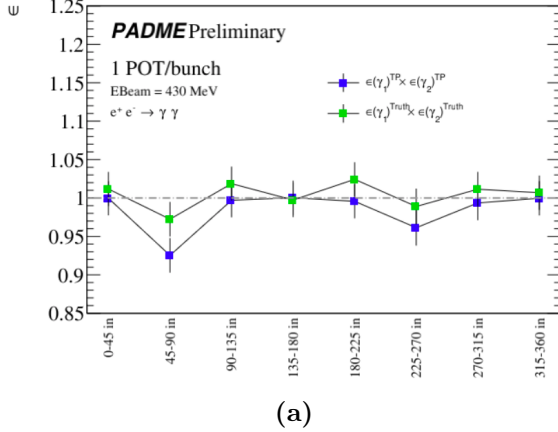 ϵ
1.25
1.2
1.15
1.1
1.05
1
0.95
0.9
0.85
PADME Preliminary
1 POT/bunch
EBeam = 430 MeV
e⁺ e⁻ → γ γ
∈(γ₁)ᵀᴾ × ∈(γ₂)ᵀᴾ
∈(γ₁)ᵀʳᵘᵗʰ × ∈(γ₂)ᵀʳᵘᵗʰ
0-45 in
45-90 in
90-135 in
135-180 in
180-225 in
225-270 in
270-315 in
315-360 in
(a)